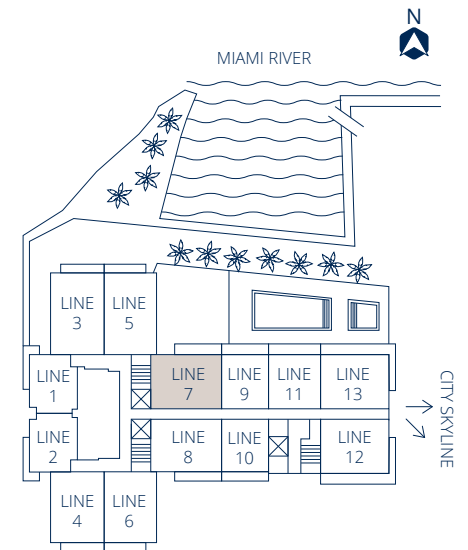 N
MIAMI RIVER
LINE
3
LINE
5
LINE
1
LINE
7
LINE
9
LINE
11
LINE
13
CITY SKYLINE
LINE
2
LINE
8
LINE
10
LINE
12
LINE
4
LINE
6